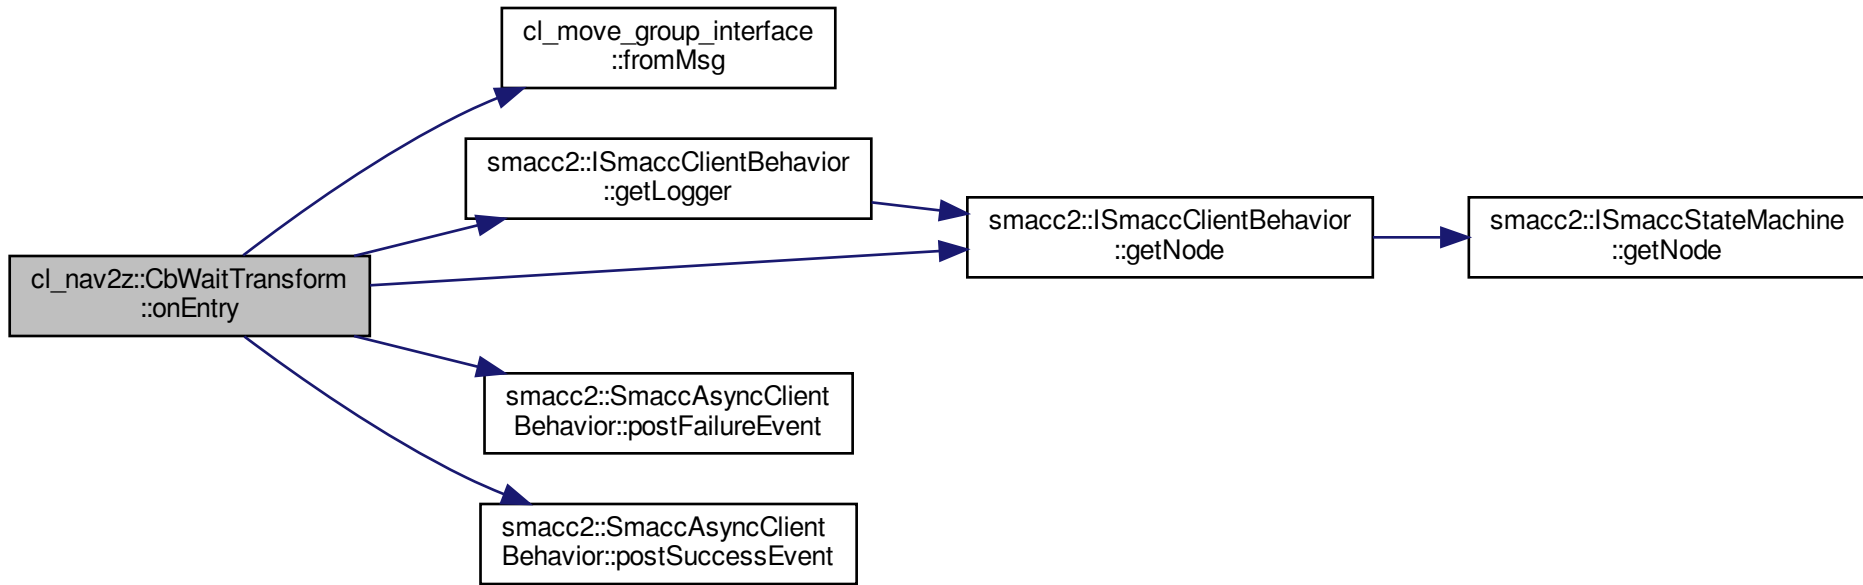 cl_move_group_interface
::fromMsg
smacc2::ISmaccClientBehavior
::getLogger
smacc2::ISmaccClientBehavior
::getNode
smacc2::ISmaccStateMachine
::getNode
cl_nav2z::CbWaitTransform
::onEntry
smacc2::SmaccAsyncClient
Behavior::postFailureEvent
smacc2::SmaccAsyncClient
Behavior::postSuccessEvent